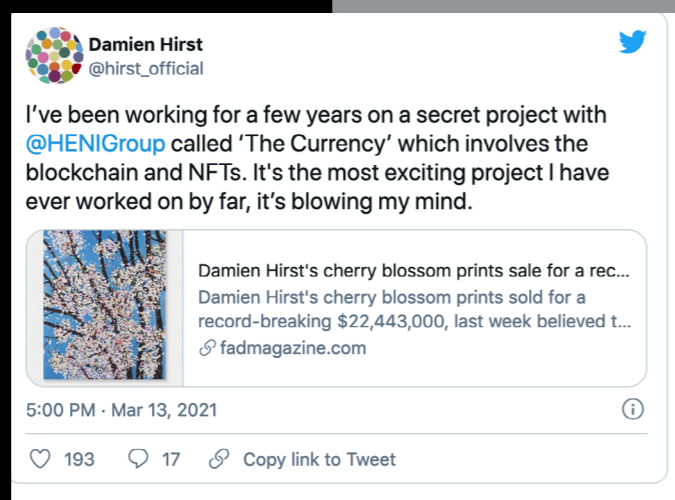 Damien Hirst
@hirst_official
I’ve been working for a few years on a secret project with
@HENIGroup called ‘The Currency’ which involves the
blockchain and NFTs. It's the most exciting project I have
ever worked on by far, it’s blowing my mind.
Damien Hirst's cherry blossom prints sale for a rec...
Damien Hirst's cherry blossom prints sold for a
record-breaking $22,443,000, last week believed t...
fadmagazine.com
5:00 PM · Mar 13, 2021
193 17 Copy link to Tweet